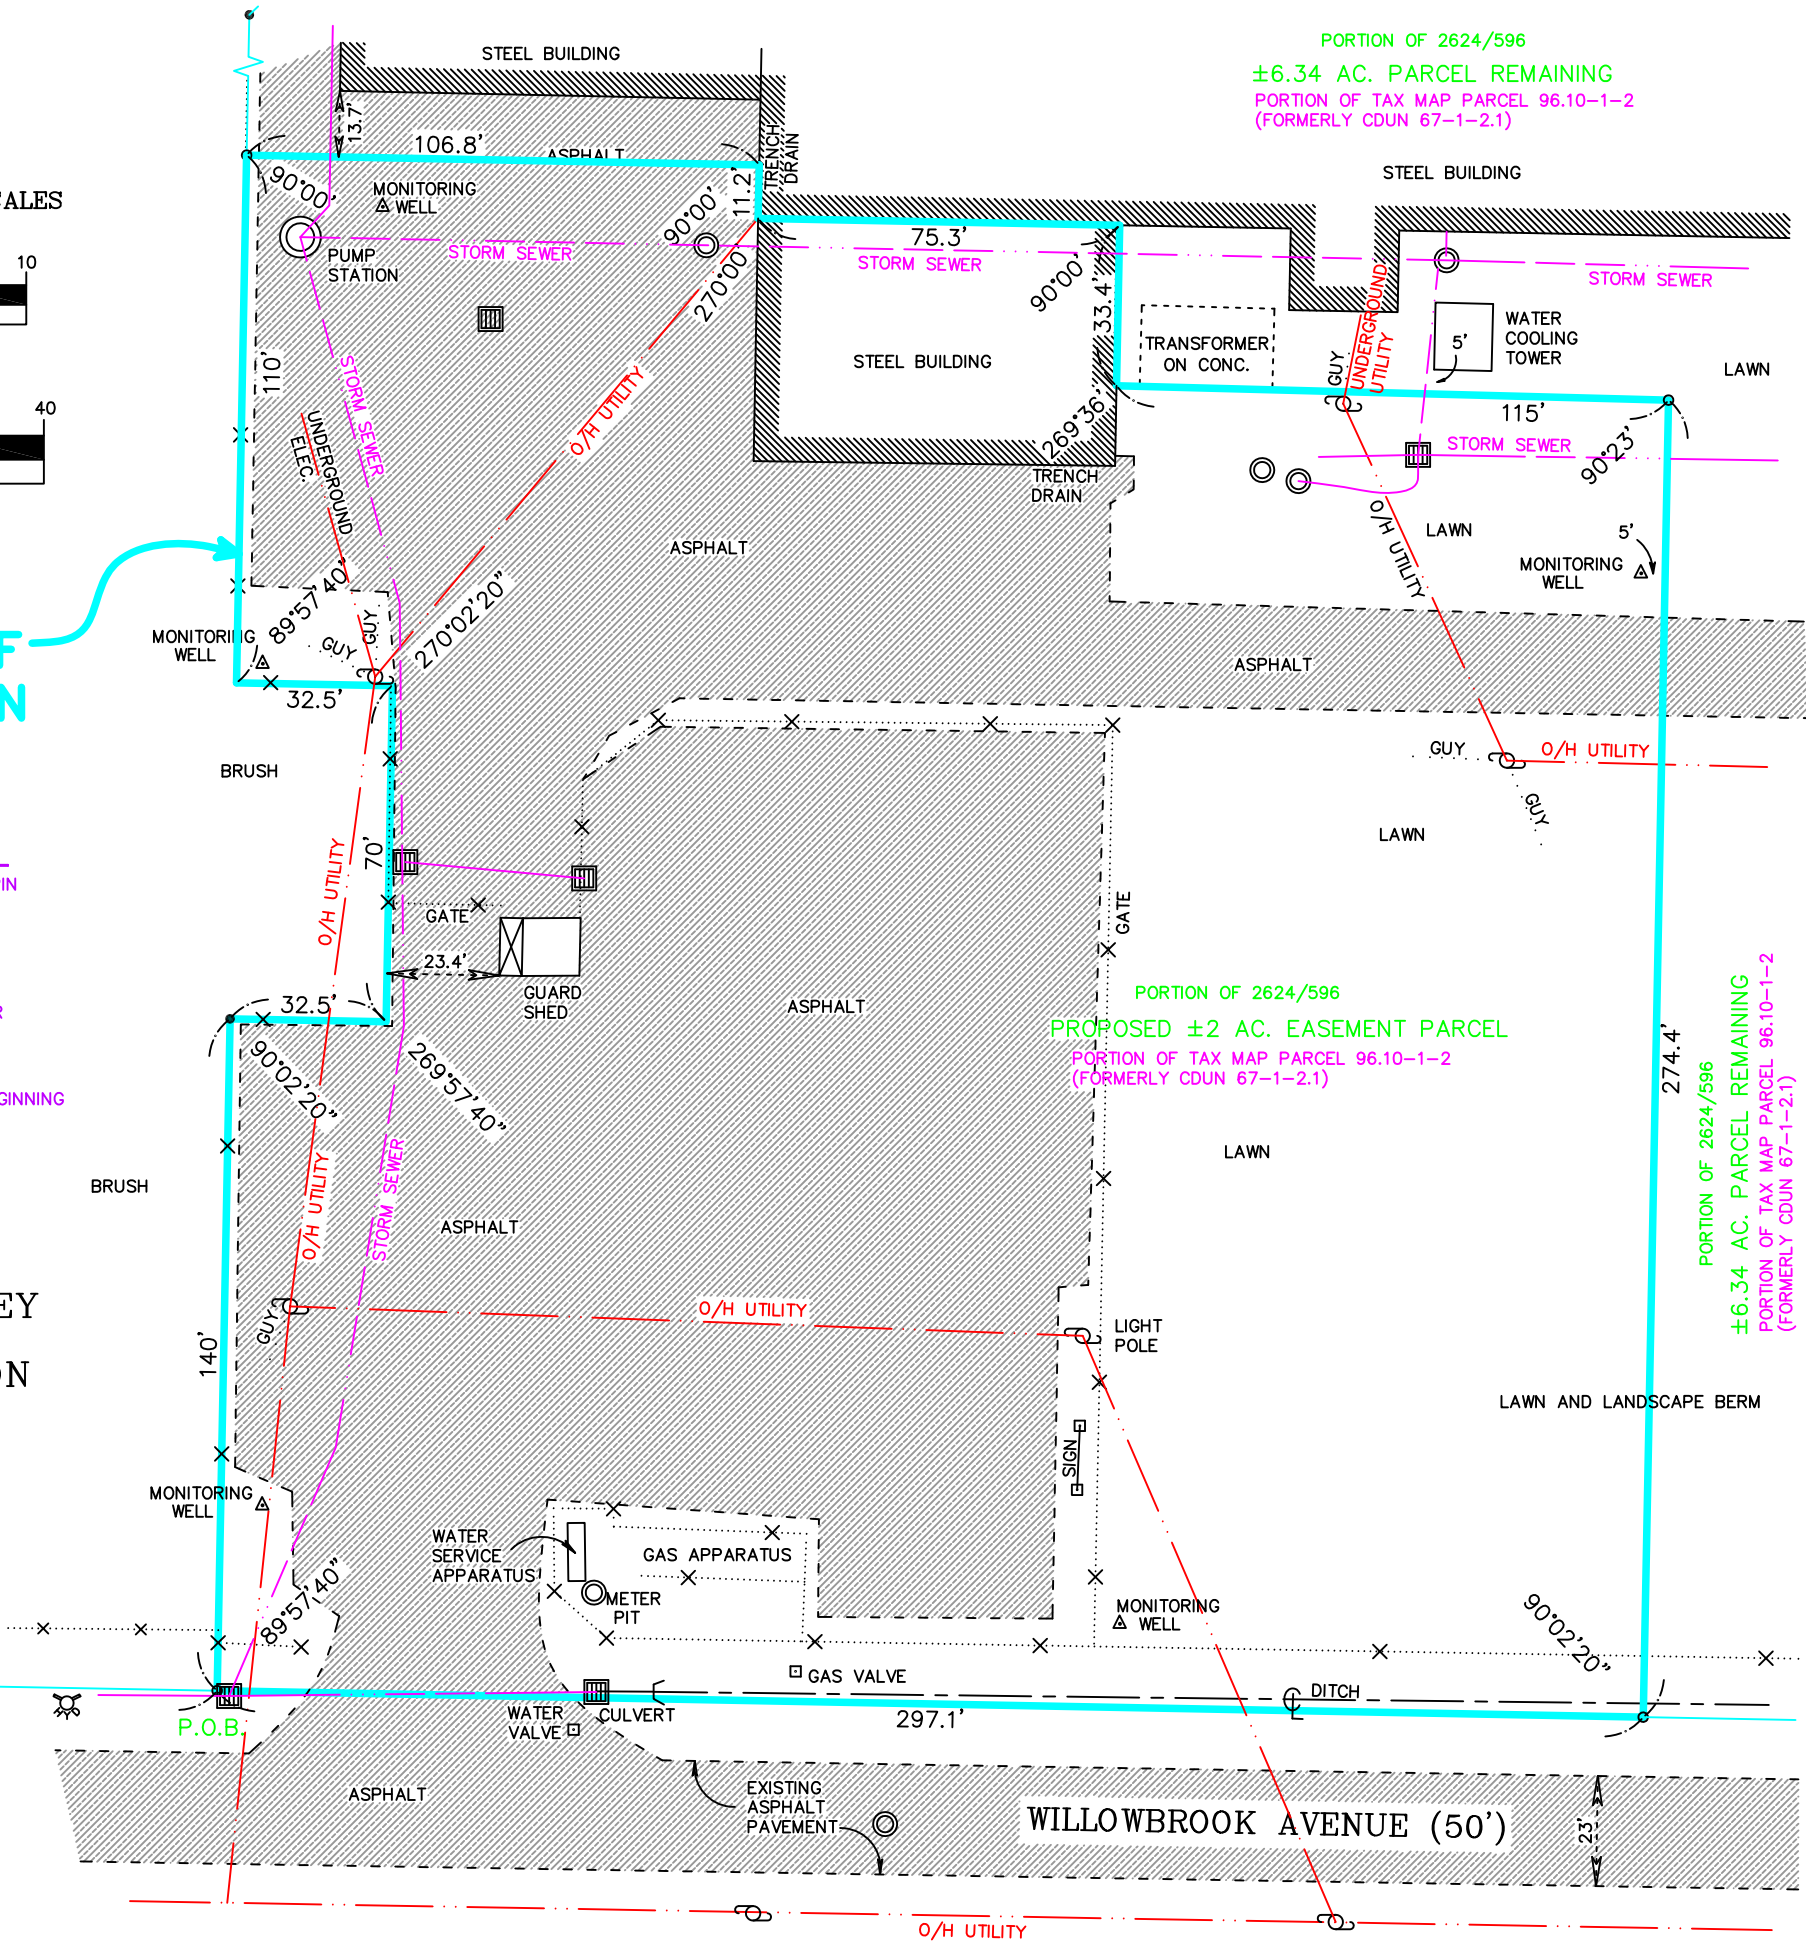 STEEL BUILDING
PORTION OF 2624/596
±6.34 AC. PARCEL REMAINING
PORTION OF TAX MAP PARCEL 96.10-1-2
(FORMERLY CDUN 67-1-2.1)
13.7'
106.8'
ASPHALT
TRENCH
DRAIN
STEEL BUILDING
CALES
90°00'
MONITORING
WELL
90°00'
11.2'
PUMP
STATION
STORM SEWER
75.3'
STORM SEWER
STORM SEWER
10
270°00'
90°00'
33.4'
UNDERGROUND
UTILITY
GUY
TRANSFORMER
ON CONC.
5'
WATER
COOLING
TOWER
LAWN
STEEL BUILDING
110'
STORM SEWER
O/H UTILITY
40
UNDERGROUND
ELEC.
269°36'
115'
STORM SEWER
90°23'
TRENCH
DRAIN
O/H UTILITY
LAWN
5'
ASPHALT
MONITORING
WELL
89°57'40"
270°02'20"
GUY
GUY
MONITORING
WELL
F
N
32.5'
ASPHALT
BRUSH
GUY
O/H UTILITY
GUY
LAWN
70'
O/H UTILITY
PIN
GATE
GATE
23.4'
GUARD
SHED
32.5'
ASPHALT
R
PORTION OF 2624/596
PROPOSED ±2 AC. EASEMENT PARCEL
PORTION OF TAX MAP PARCEL 96.10-1-2
(FORMERLY CDUN 67-1-2.1)
274.4'
PORTION OF 2624/596
±6.34 AC. PARCEL REMAINING
PORTION OF TAX MAP PARCEL 96.10-1-2
(FORMERLY CDUN 67-1-2.1)
90°02'20"
269°57'40"
GINNING
LAWN
BRUSH
O/H UTILITY
STORM SEWER
ASPHALT
EY
ON
O/H UTILITY
GUY
LIGHT
POLE
140'
LAWN AND LANDSCAPE BERM
SIGN
MONITORING
WELL
WATER
SERVICE
APPARATUS
GAS APPARATUS
METER
PIT
89°57'40"
MONITORING
WELL
90°02'20"
GAS VALVE
DITCH
P.O.B.
WATER
VALVE
CULVERT
297.1'
ASPHALT
EXISTING
ASPHALT
PAVEMENT
WILLOWBROOK AVENUE (50')
23'
O/H UTILITY